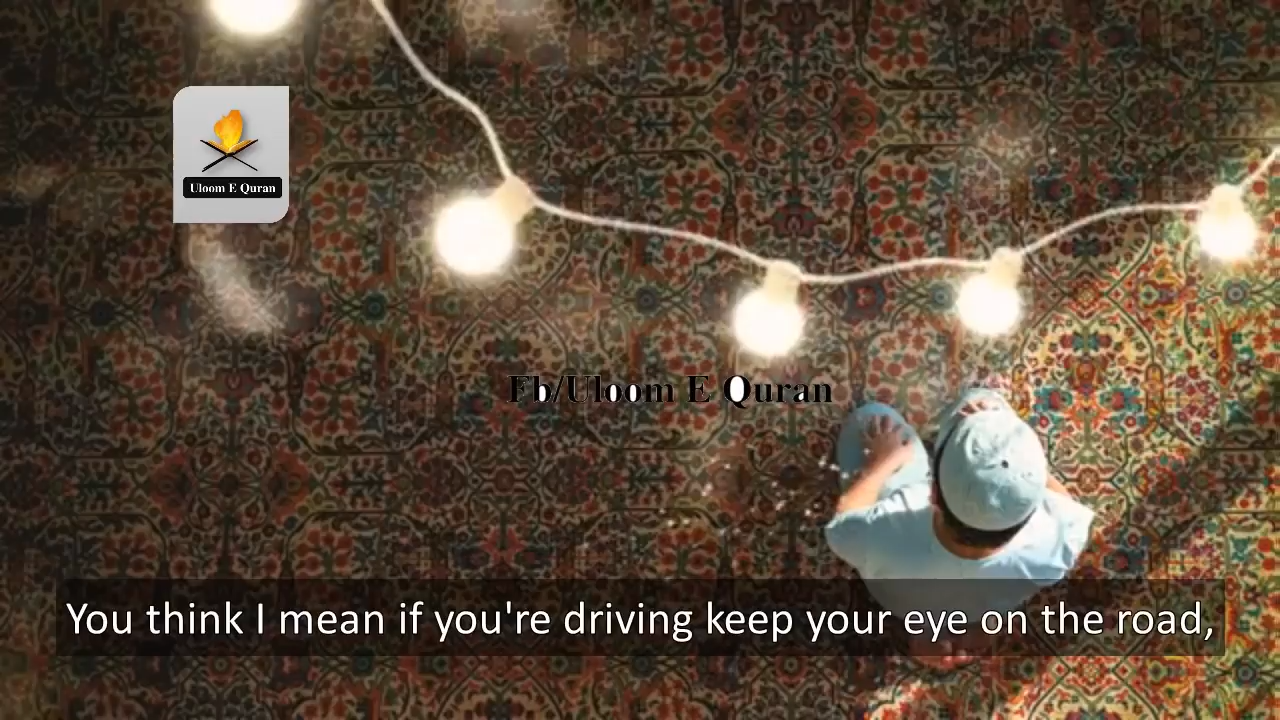 Uloom E Quran
Fb/Uloom E Quran
You think I mean if you're driving keep your eye on the road,